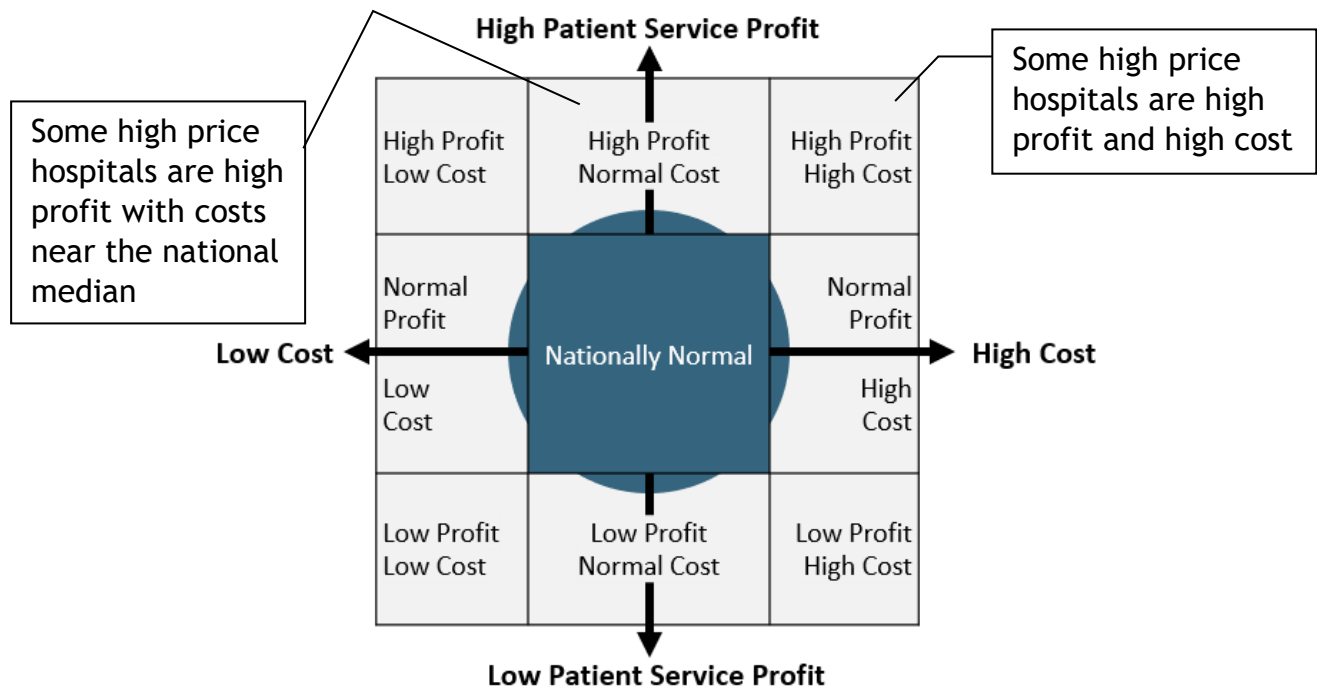 High Patient Service Profit
Some high price
hospitals are high
profit with costs
near the national
median
Some high price
hospitals are high
profit and high cost
High Profit
Low Cost
High Profit
Normal Cost
High Profit
High Cost
Normal
Profit
Low
Cost
Nationally Normal
Normal
Profit
High
Cost
Low Cost
High Cost
Low Profit
Low Cost
Low Profit
Normal Cost
Low Profit
High Cost
Low Patient Service Profit